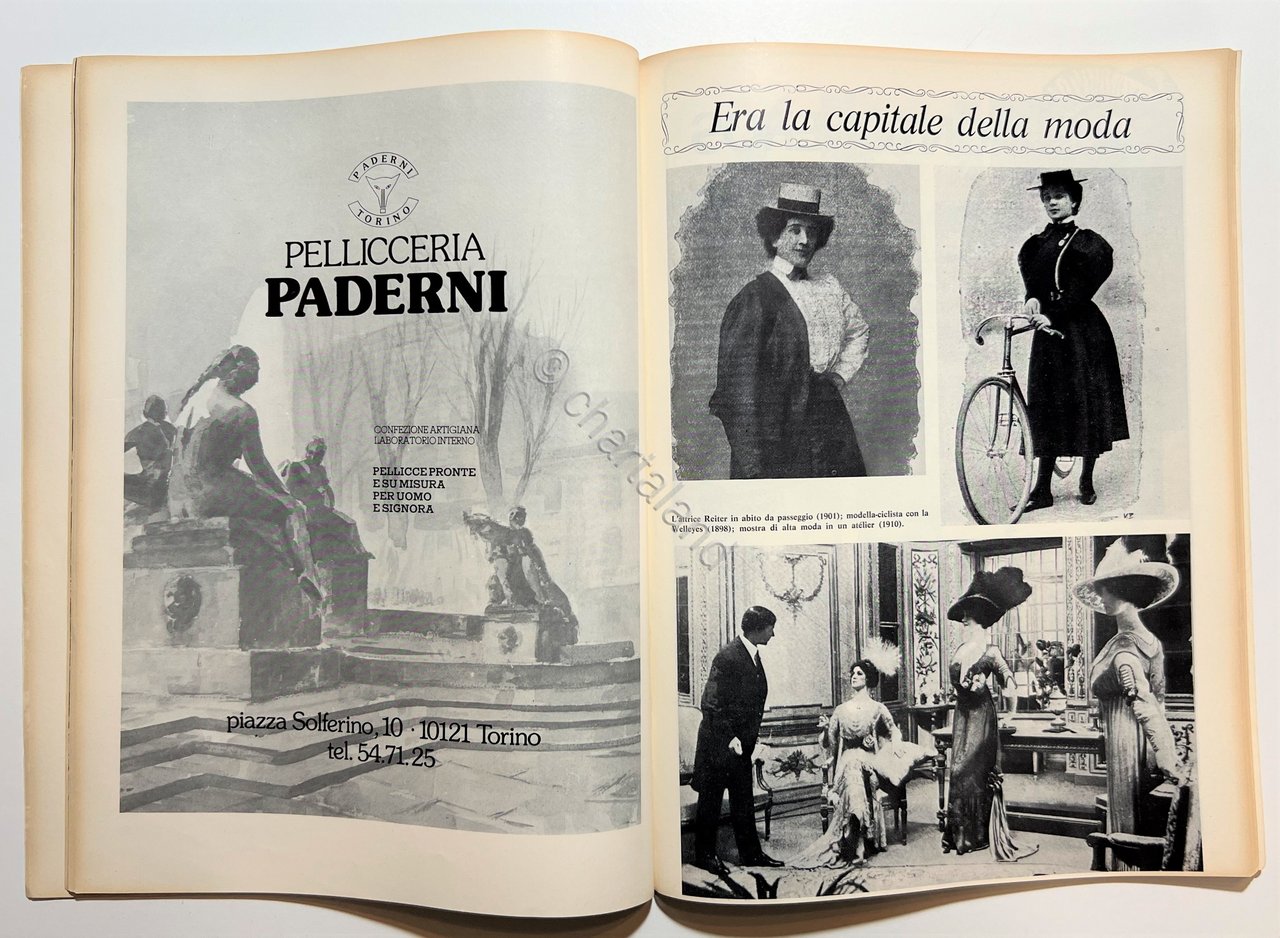 PADERNI
TORINO
PELLICCERIA
PADERNI
CONFEZIONE ARTIGIANA
LABORATORIO INTERNO
PELLICCE PRONTE
E SU MISURA
PER UOMO
E SIGNORA
piazza Solferino, 10 · 10121 Torino
tel. 54.71.25
Era la capitale della moda
L'attrice Reiter in abito da passeggio (1901); modella-ciclista con la
Welleyes (1898); mostra di alta moda in un atélier (1910).
V.P.
© chartaland